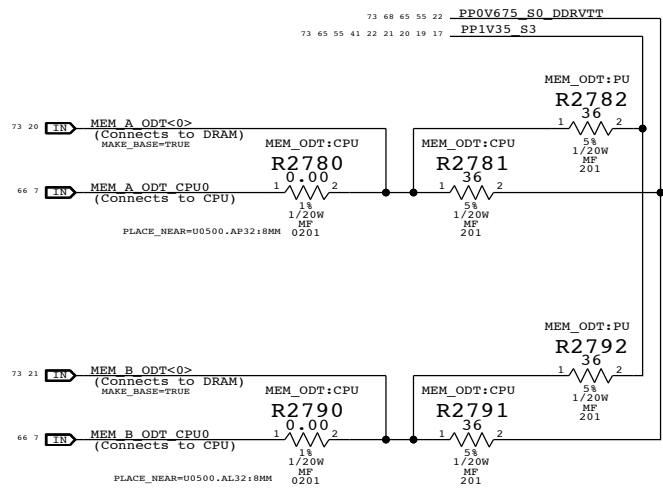 73 68 65 55 22 PP0V675_S0_DDRVTT
73 65 55 41 22 21 20 19 17 PP1V35_S3
MEM_ODT:PU
R2782
36
1 2
5%
1/20W
MF
201
73 20 IN MEM_A_ODT<0>
(Connects to DRAM)
MAKE_BASE=TRUE
MEM_ODT:CPU
R2780
0.00
1 2
1%
1/20W
MF
0201
MEM_ODT:CPU
R2781
36
1 2
5%
1/20W
MF
201
66 7 IN MEM_A_ODT_CPU0
(Connects to CPU)
PLACE_NEAR=U0500.AP32:8MM
MEM_ODT:PU
R2792
36
1 2
5%
1/20W
MF
201
73 21 IN MEM_B_ODT<0>
(Connects to DRAM)
MAKE_BASE=TRUE
MEM_ODT:CPU
R2790
0.00
1 2
1%
1/20W
MF
0201
MEM_ODT:CPU
R2791
36
1 2
5%
1/20W
MF
201
66 7 IN MEM_B_ODT_CPU0
(Connects to CPU)
PLACE_NEAR=U0500.AL32:8MM